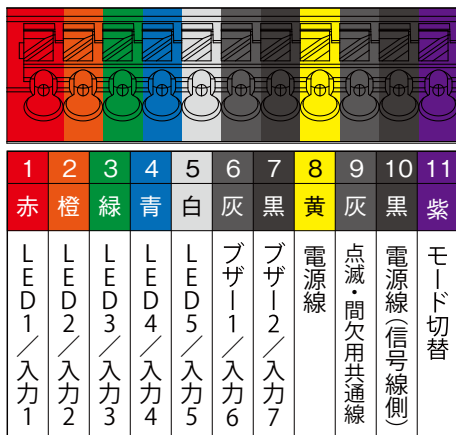 1 2 3 4 5 6 7 8 9 10 11
赤 橙 緑 青 白 灰 黒 黄 灰 黒 紫
LED1／入力1
LED2／入力2
LED3／入力3
LED4／入力4
LED5／入力5
ブザー1／入力6
ブザー2／入力7
電源線
点滅・間欠用共通線
電源線(信号線側)
モード切替